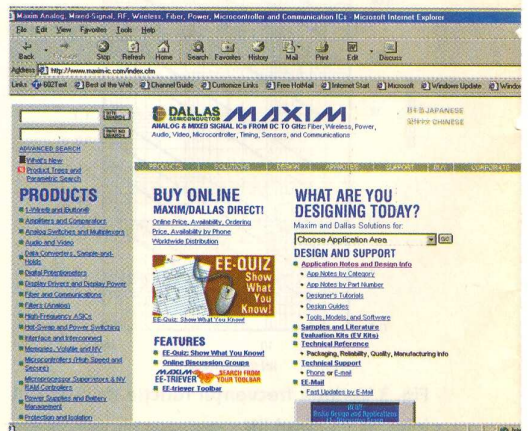 Maxim Analog, Mixed-Signal, RF, Wireless, Fiber, Power, Microcontroller and Communication ICs - Microsoft Internet Explorer
File Edit View Favorites Tools Help
Back Stop Refresh Home Search Favorites History Mail Print Edit Discuss
Address http://www.maxim-ic.com/index.cfm
Links 602Text Best of the Web Channel Guide Customize Links Free HotMail Internet Start Microsoft Windows Update Window
SITE SEARCH
PART NO. SEARCH
ADVANCED SEARCH
What's New
Product Trees and
Parametric Search
PRODUCTS
1-Wire® and iButton®
Amplifiers and Comparators
Analog Switches and Multiplexers
Audio and Video
Data Converters, Sample-and-
Holds
Digital Potentiometers
Display Drivers and Display Power
Fiber and Communications
Filters (Analog)
High-Frequency ASICs
Hot-Swap and Power Switching
Interface and Interconnect
Memories, Volatile and NV
Microcontrollers (High Speed and
Secure)
Microprocessor Supervisors & NV
RAM Controllers
Power Supplies and Battery
Management
Protection and Isolation
DALLAS SEMICONDUCTOR MAXIM
JAPANESE
CHINESE
ANALOG & MIXED SIGNAL ICs FROM DC TO GHz: Fiber, Wireless, Power,
Audio, Video, Microcontroller, Timing, Sensors, and Communications
PRODUCTS SOLUTIONS DESIGN APPNOTES SUPPORT BUY CORPORATE
BUY ONLINE
MAXIM/DALLAS DIRECT!
Online Price, Availability, Ordering
Price, Availability by Phone
Worldwide Distribution
EE-QUIZ
Show
What
You
Know!
EE-Quiz: Show What You Know!
FEATURES
EE-Quiz: Show What You Know!
Online Discussion Groups
MAXIM EE-TRIEVER SEARCH FROM YOUR TOOLBAR
EE-triever Toolbar
WHAT ARE YOU
DESIGNING TODAY?
Maxim and Dallas Solutions for:
Choose Application Area GO
DESIGN AND SUPPORT
Application Notes and Design Info
App Notes by Category
App Notes by Part Number
Designer's Tutorials
Design Guides
Tools, Models, and Software
Samples and Literature
Evaluation Kits (EV Kits)
Technical Reference
Packaging, Reliability, Quality, Manufacturing Info
Technical Support
Phone or E-mail
EE-Mail
Fast Updates by E-Mail